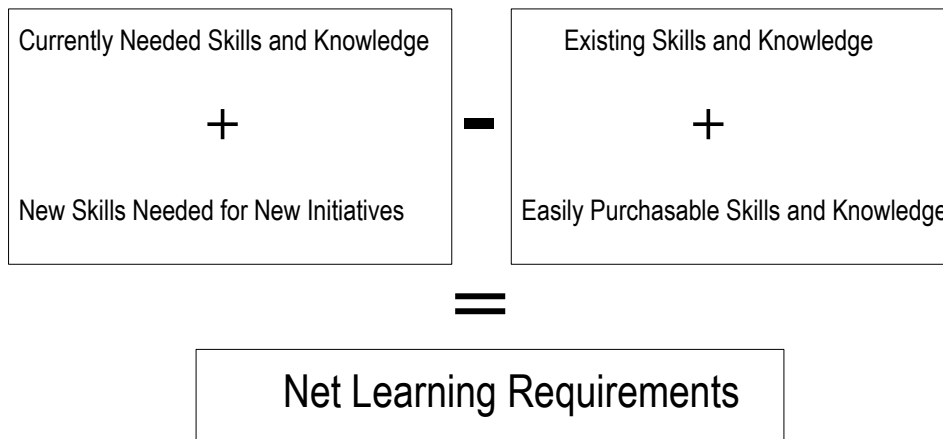 Currently Needed Skills and Knowledge
+
New Skills Needed for New Initiatives
-
Existing Skills and Knowledge
+
Easily Purchasable Skills and Knowledge
=
Net Learning Requirements